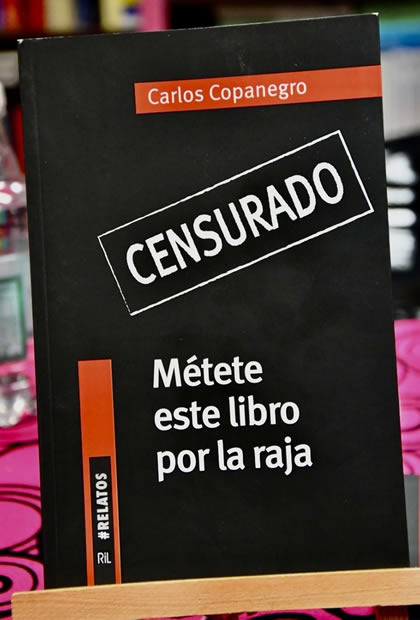 Carlos Copanegro
CENSURADO
Métete
este libro
por la raja
#RELATOS
RiL